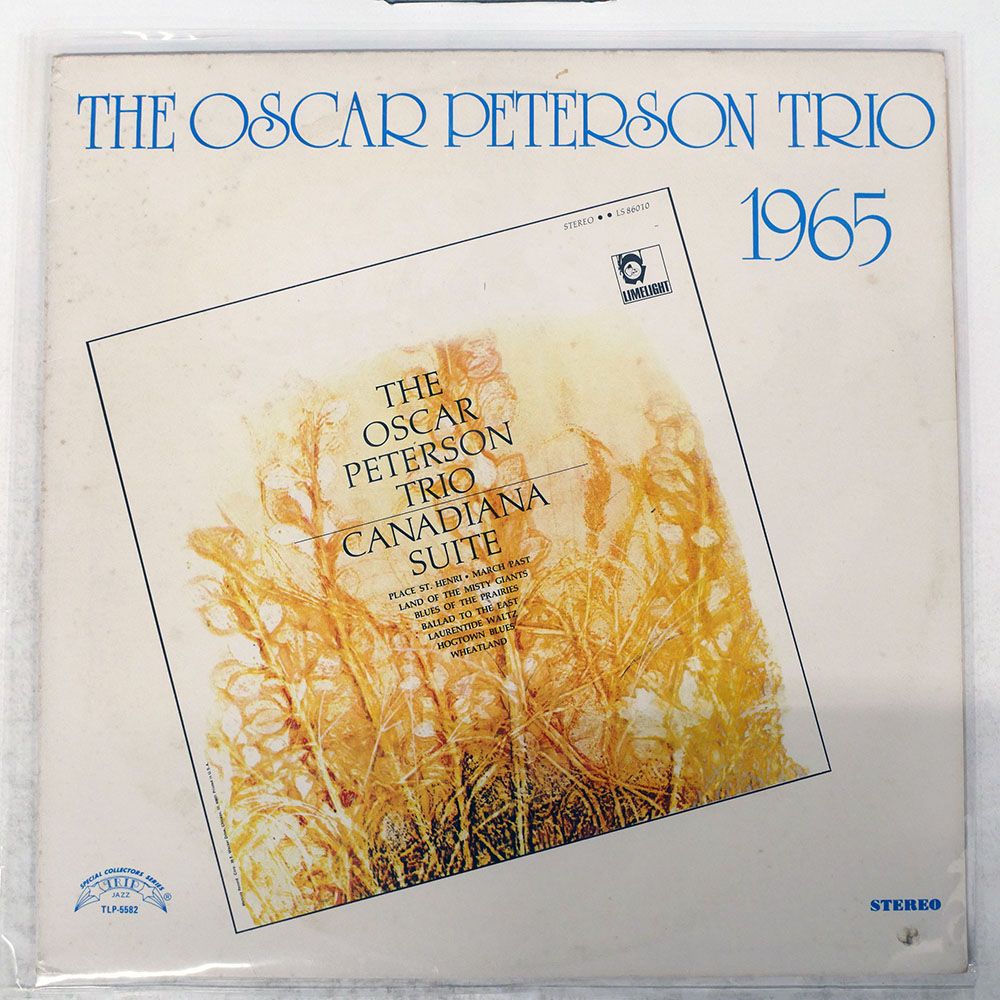 THE OSCAR PETERSON TRIO
1965
STEREO •• LS 86010
LIMELIGHT
THE
OSCAR
PETERSON
TRIO
CANADIANA
SUITE
PLACE ST. HENRI • MARCH PAST
LAND OF THE MISTY GIANTS
BLUES OF THE PRAIRIES
BALLAD TO THE EAST
LAURENTIDE WALTZ
HOGTOWN BLUES
WHEATLAND
SPECIAL COLLECTORS SERIES
TRIP
JAZZ
®
TLP-5582
STEREO